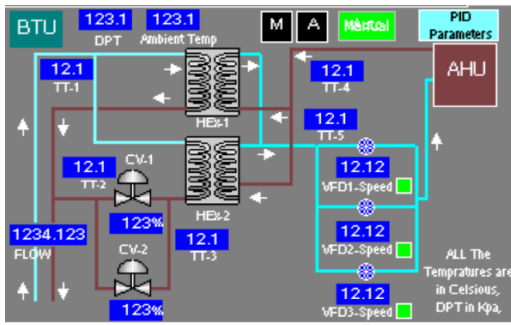 BTU
123.1
123.1
DPT
Ambient Temp
M
A
PID
Parameters
AHU
12.1
TT-1
12.1
TT-4
HEX-1
12.1
TT-5
12.1
TT-2
CV-1
12.12
VFD1-Speed
123%
HEX-2
12.1
TT-3
1234.123
FLOW
CV-2
12.12
VFD2-Speed
123%
12.12
VFD3-Speed
ALL The
Tempratures are
in Celsious,
DPT in Kpa,